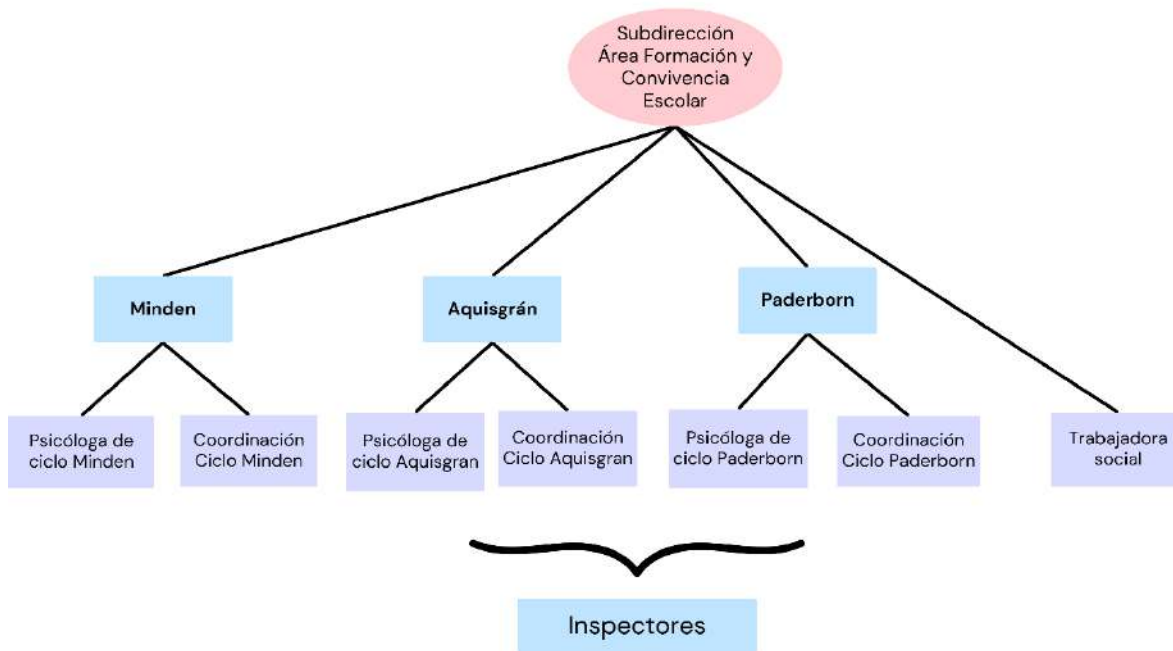 Subdirección
Área Formación y
Convivencia
Escolar
Minden
Aquisgrán
Paderborn
Psicóloga de
ciclo Minden
Coordinación
Ciclo Minden
Psicóloga de
ciclo Aquisgran
Coordinación
Ciclo Aquisgran
Psicóloga de
ciclo Paderborn
Coordinación
Ciclo Paderborn
Trabajadora
social
Inspectores